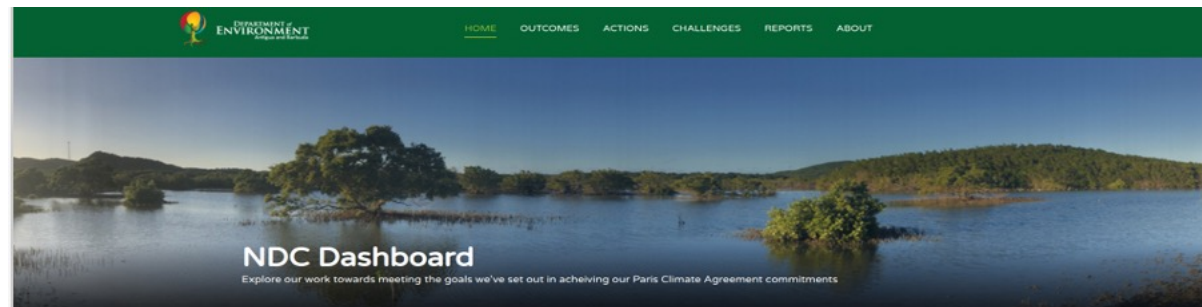 DEPARTMENT of
ENVIRONMENT
Antigua and Barbuda
HOME OUTCOMES ACTIONS CHALLENGES REPORTS ABOUT
NDC Dashboard
Explore our work towards meeting the goals we've set out in acheiving our Paris Climate Agreement commitments